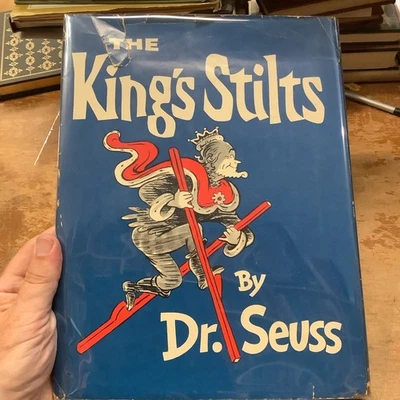 THE
King's Stilts
By
Dr. Seuss